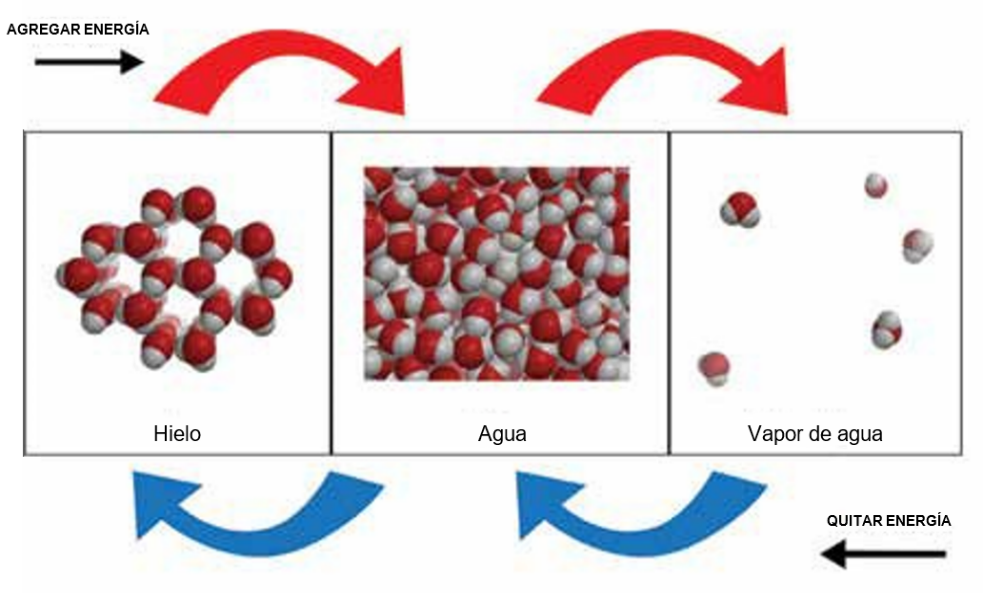 AGREGAR ENERGÍA
Hielo
Agua
Vapor de agua
QUITAR ENERGÍA